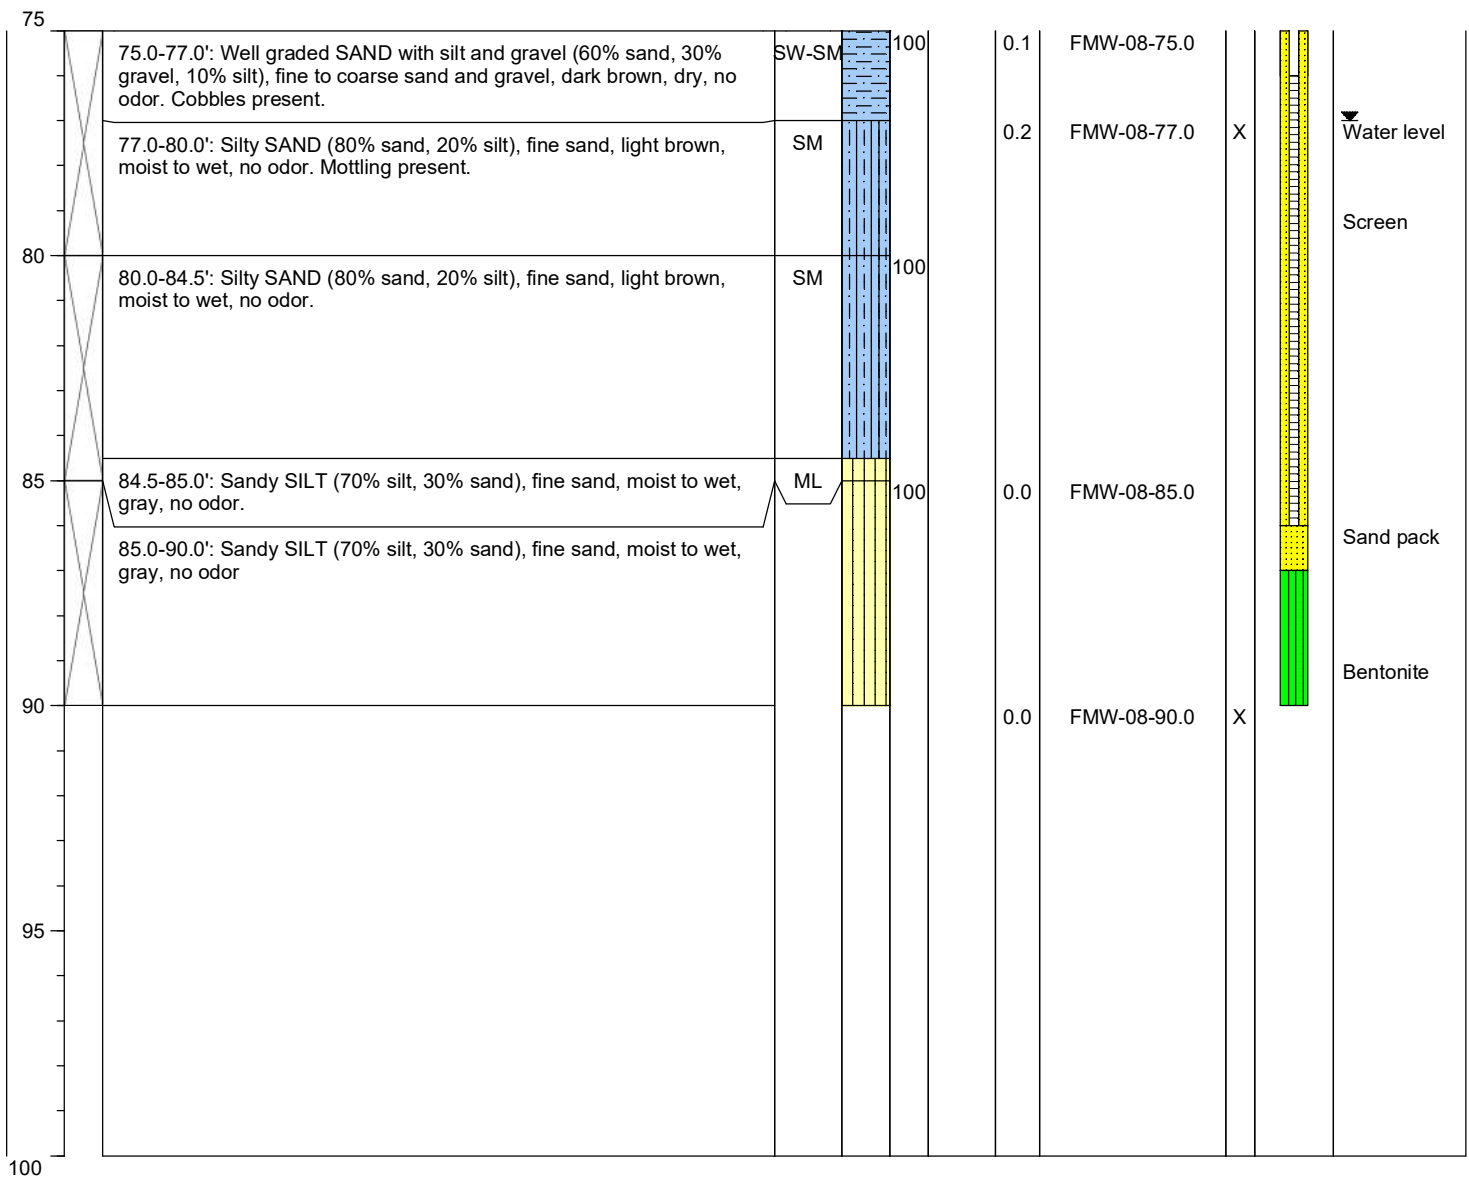 75
75.0-77.0': Well graded SAND with silt and gravel (60% sand, 30%
gravel, 10% silt), fine to coarse sand and gravel, dark brown, dry, no
odor. Cobbles present.
SW-SM
100
0.1
FMW-08-75.0
77.0-80.0': Silty SAND (80% sand, 20% silt), fine sand, light brown,
moist to wet, no odor. Mottling present.
SM
0.2
FMW-08-77.0
X
Water level
Screen
80
80.0-84.5': Silty SAND (80% sand, 20% silt), fine sand, light brown,
moist to wet, no odor.
SM
100
85
84.5-85.0': Sandy SILT (70% silt, 30% sand), fine sand, moist to wet,
gray, no odor.
ML
100
0.0
FMW-08-85.0
85.0-90.0': Sandy SILT (70% silt, 30% sand), fine sand, moist to wet,
gray, no odor
Sand pack
Bentonite
90
0.0
FMW-08-90.0
X
95
100